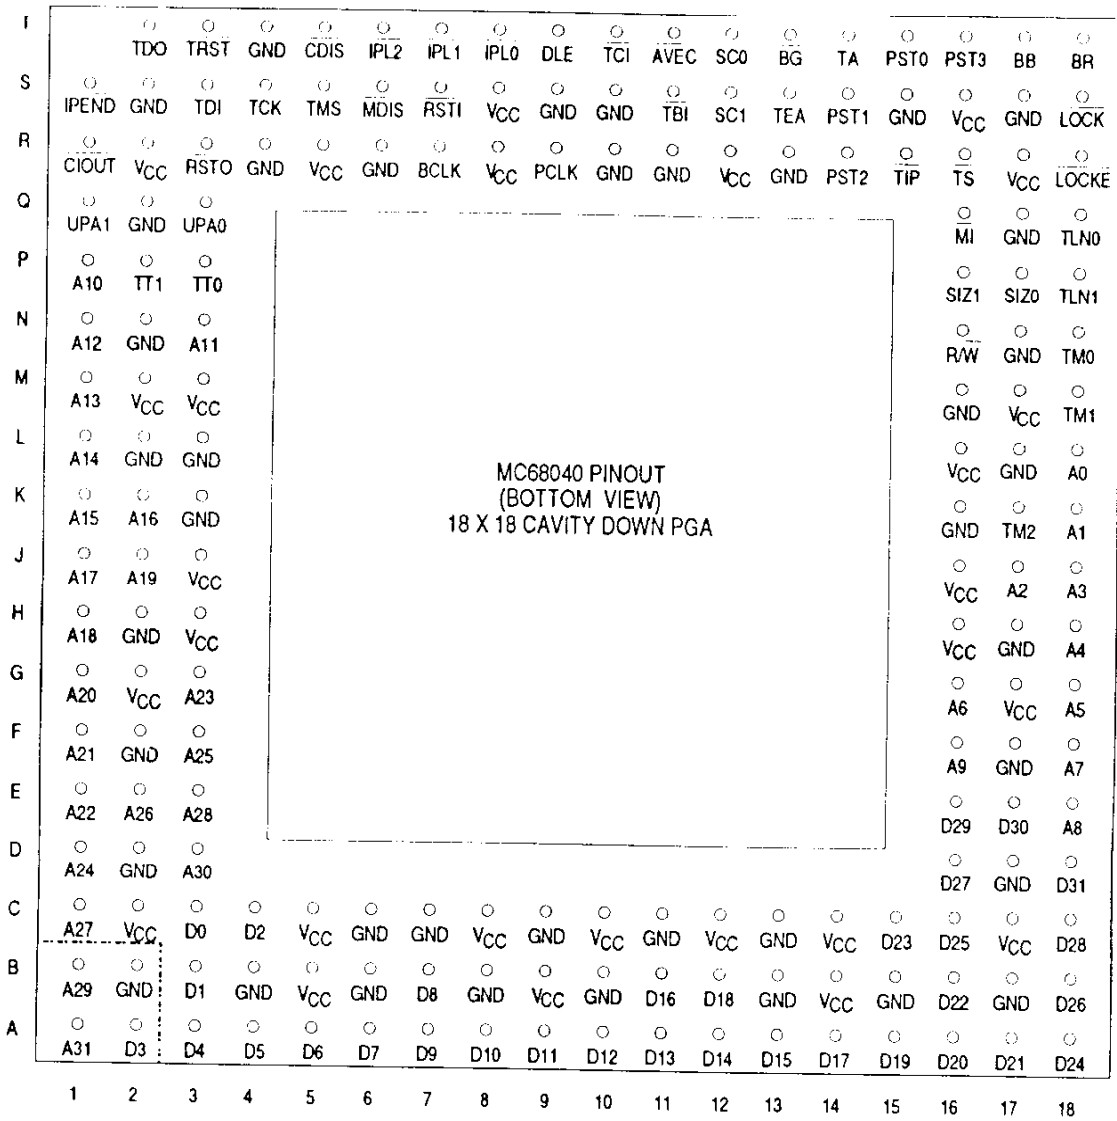 T
TDO TRST GND CDIS IPL2 IPL1 IPL0 DLE TCI AVEC SC0 BG TA PST0 PST3 BB BR
S
IPEND GND TDI TCK TMS MDIS RSTI VCC GND GND TBI SC1 TEA PST1 GND VCC GND LOCK
R
CIOUT VCC RSTO GND VCC GND BCLK VCC PCLK GND GND VCC GND PST2 TIP TS VCC LOCKE
Q
UPA1 GND UPA0 MI GND TLN0
P
A10 TT1 TT0 SIZ1 SIZ0 TLN1
N
A12 GND A11 R/W GND TM0
M
A13 VCC VCC GND VCC TM1
L
A14 GND GND VCC GND A0
MC68040 PINOUT
(BOTTOM VIEW)
18 X 18 CAVITY DOWN PGA
K
A15 A16 GND GND TM2 A1
J
A17 A19 VCC VCC A2 A3
H
A18 GND VCC VCC GND A4
G
A20 VCC A23 A6 VCC A5
F
A21 GND A25 A9 GND A7
E
A22 A26 A28 D29 D30 A8
D
A24 GND A30 D27 GND D31
C
A27 VCC D0 D2 VCC GND GND VCC GND VCC GND VCC GND VCC D23 D25 VCC D28
B
A29 GND D1 GND VCC GND D8 GND VCC GND D16 D18 GND VCC GND D22 GND D26
A
A31 D3 D4 D5 D6 D7 D9 D10 D11 D12 D13 D14 D15 D17 D19 D20 D21 D24
1 2 3 4 5 6 7 8 9 10 11 12 13 14 15 16 17 18